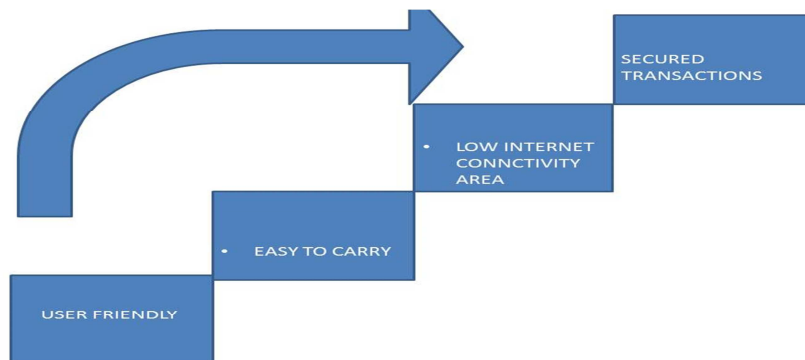 SECURED
TRANSACTIONS
• LOW INTERNET
CONNCTIVITY
AREA
• EASY TO CARRY
USER FRIENDLY